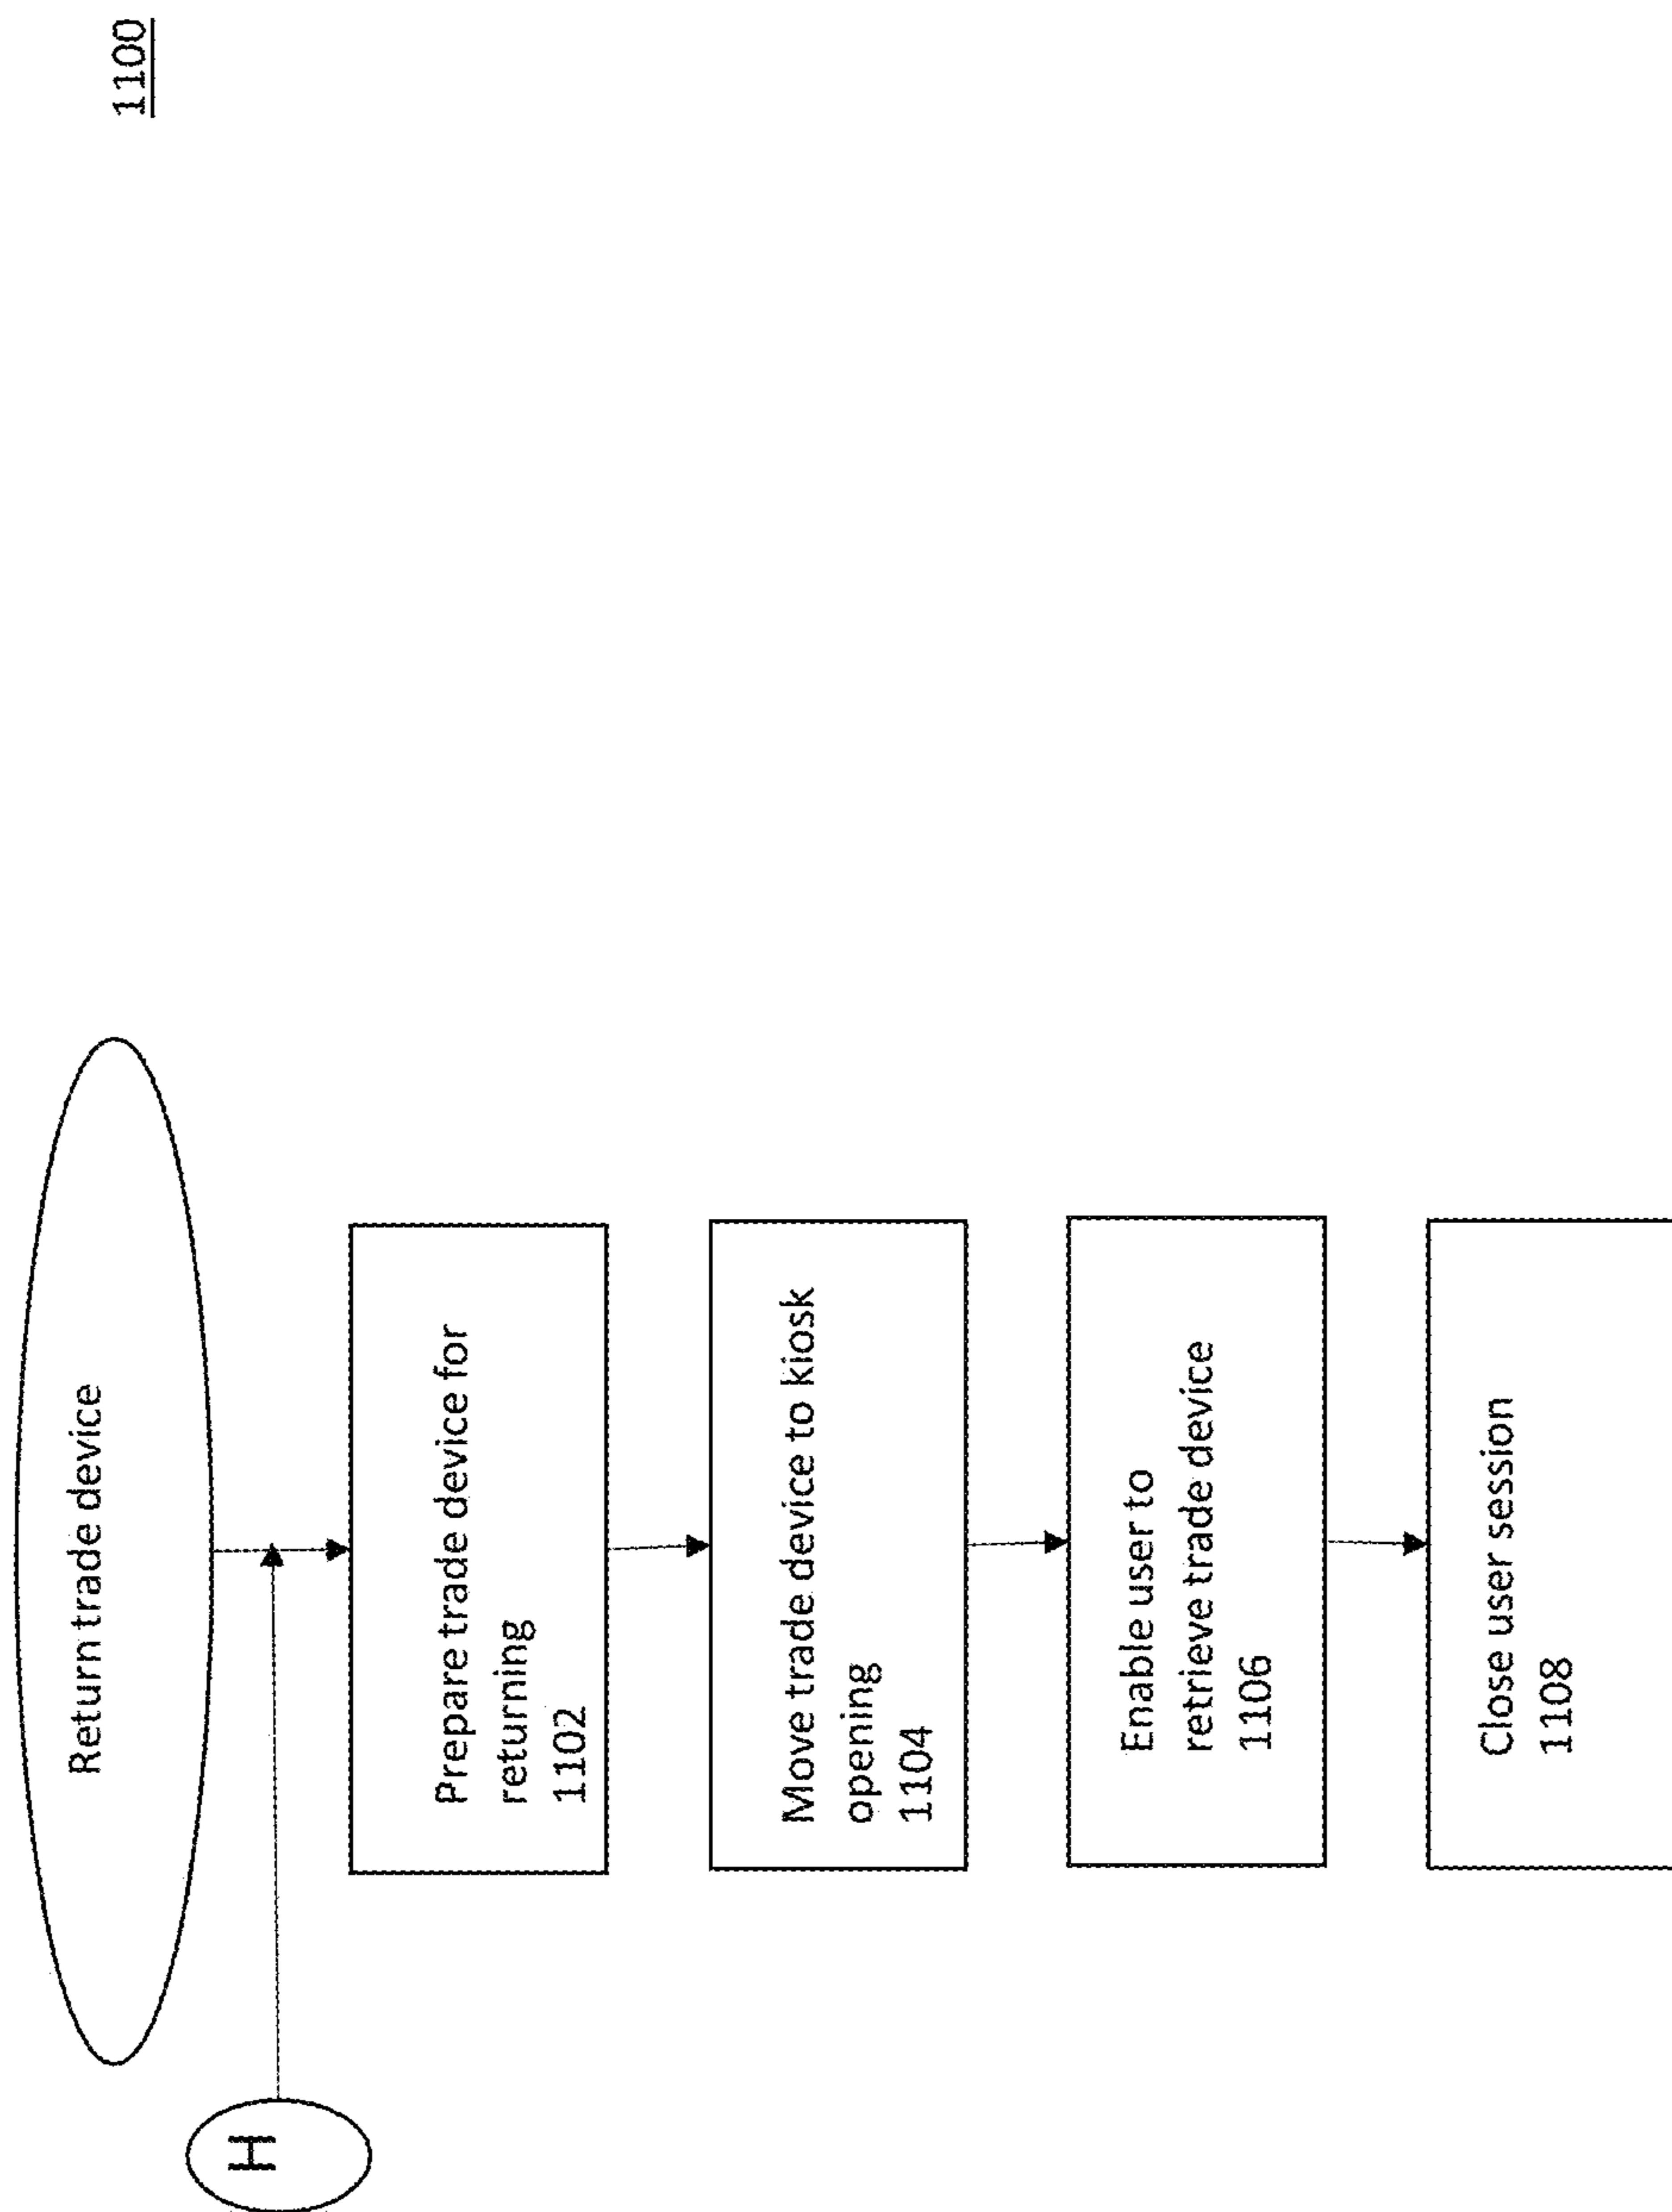 1100
Return trade device
H
Prepare trade device for
returning
1102
Move trade device to kiosk
opening
1104
Enable user to
retrieve trade device
1106
Close user session
1108